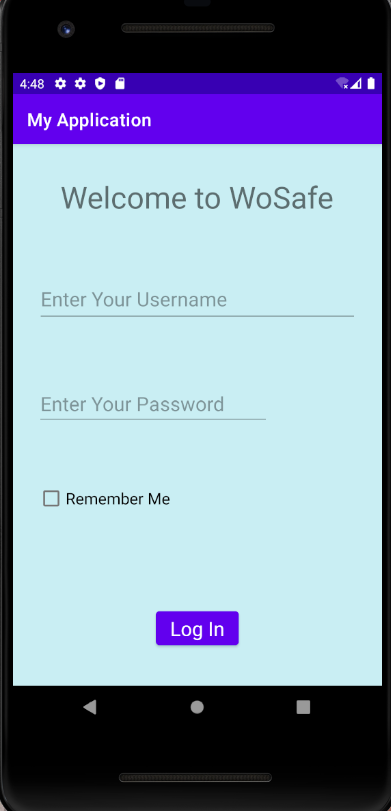 4:48
My Application
Welcome to WoSafe
Enter Your Username
Enter Your Password
Remember Me
Log In